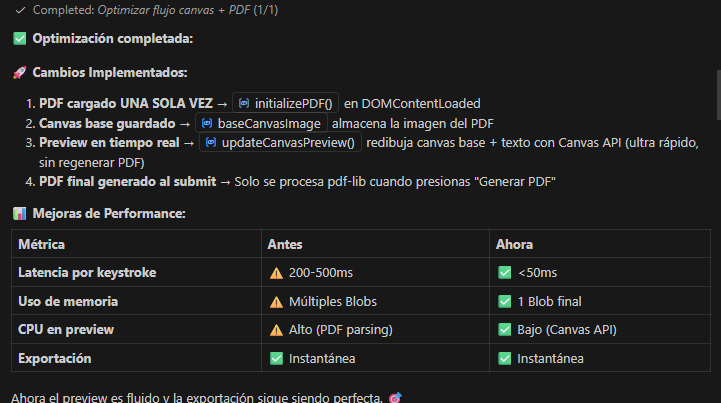 ✓ Completed: Optimizar flujo canvas + PDF (1/1)
✅ Optimización completada:
🚀 Cambios Implementados:
1. PDF cargado UNA SOLA VEZ → initializePDF() en DOMContentLoaded
2. Canvas base guardado → baseCanvasImage almacena la imagen del PDF
3. Preview en tiempo real → updateCanvasPreview() redibuja canvas base + texto con Canvas API (ultra rápido,
sin regenerar PDF)
4. PDF final generado al submit → Solo se procesa pdf-lib cuando presionas "Generar PDF"
📊 Mejoras de Performance:
Métrica Antes Ahora
Latencia por keystroke ⚠️ 200-500ms ✅ <50ms
Uso de memoria ⚠️ Múltiples Blobs ✅ 1 Blob final
CPU en preview ⚠️ Alto (PDF parsing) ✅ Bajo (Canvas API)
Exportación ✅ Instantánea ✅ Instantánea
Ahora el preview es fluido y la exportación sigue siendo perfecta. 🎯